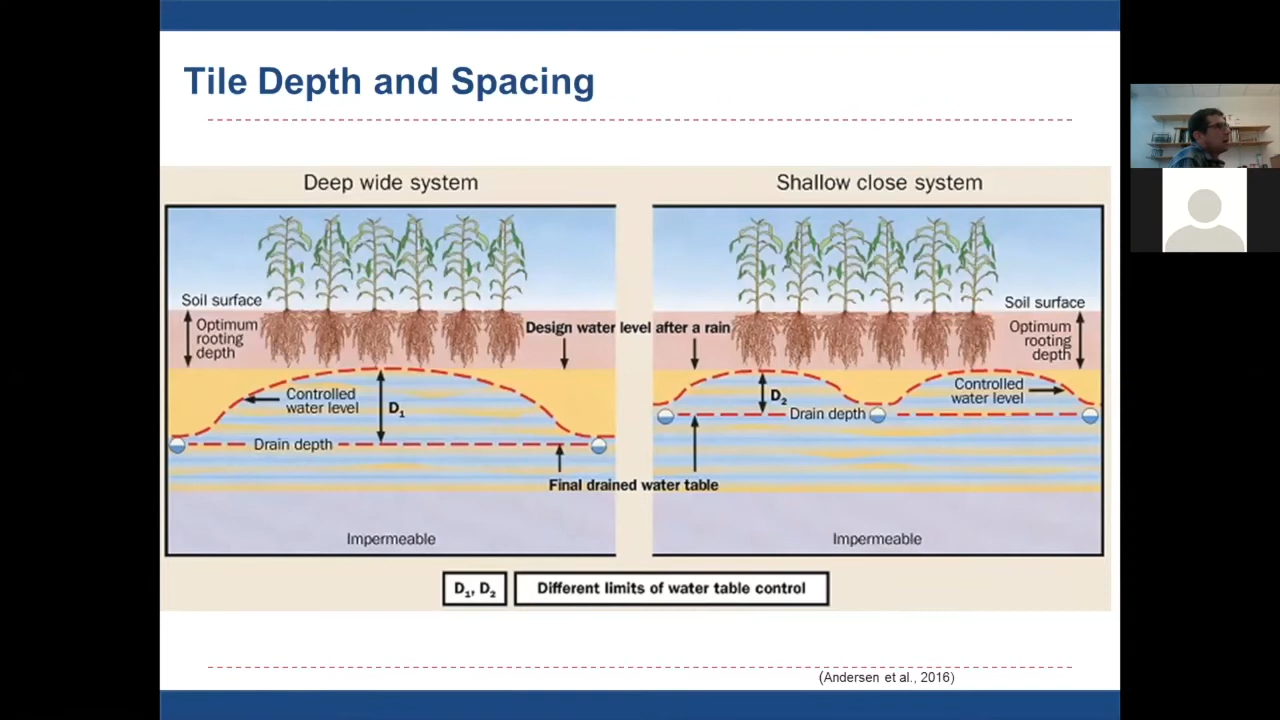 Tile Depth and Spacing
Deep wide system
Shallow close system
Soil surface
Optimum
rooting
depth
Design water level after a rain
Soil surface
Optimum
rooting
depth
Controlled
water level
D₁
Drain depth
D₂
Drain depth
Controlled
water level
Final drained water table
Impermeable
Impermeable
D₁, D₂
Different limits of water table control
(Andersen et al., 2016)